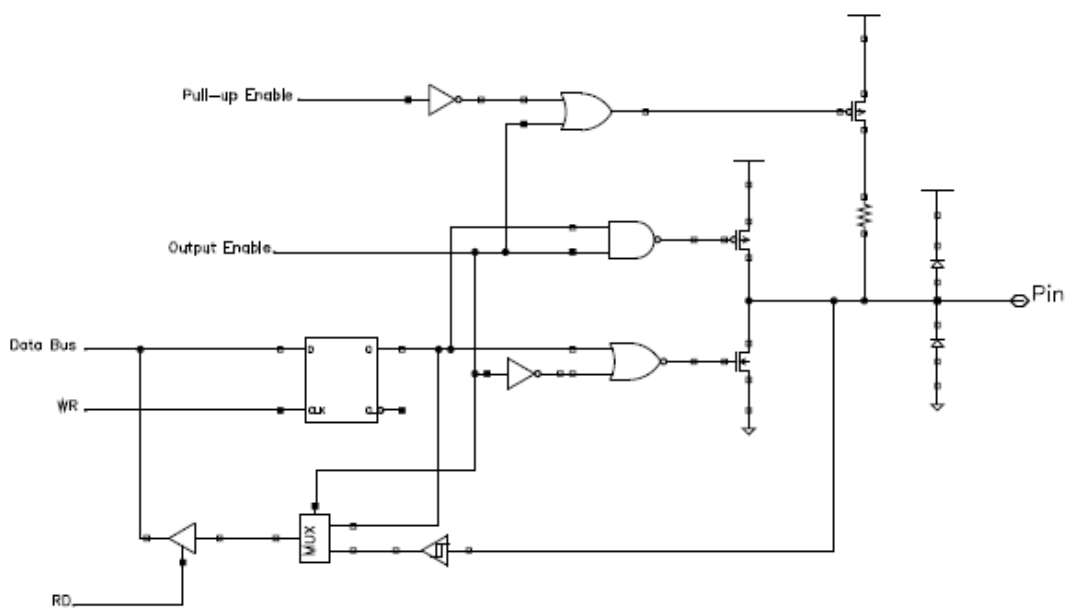 Pull-up Enable
Output Enable
Pin
Data Bus
D
Q
WR
CLK
Q
MUX
RD